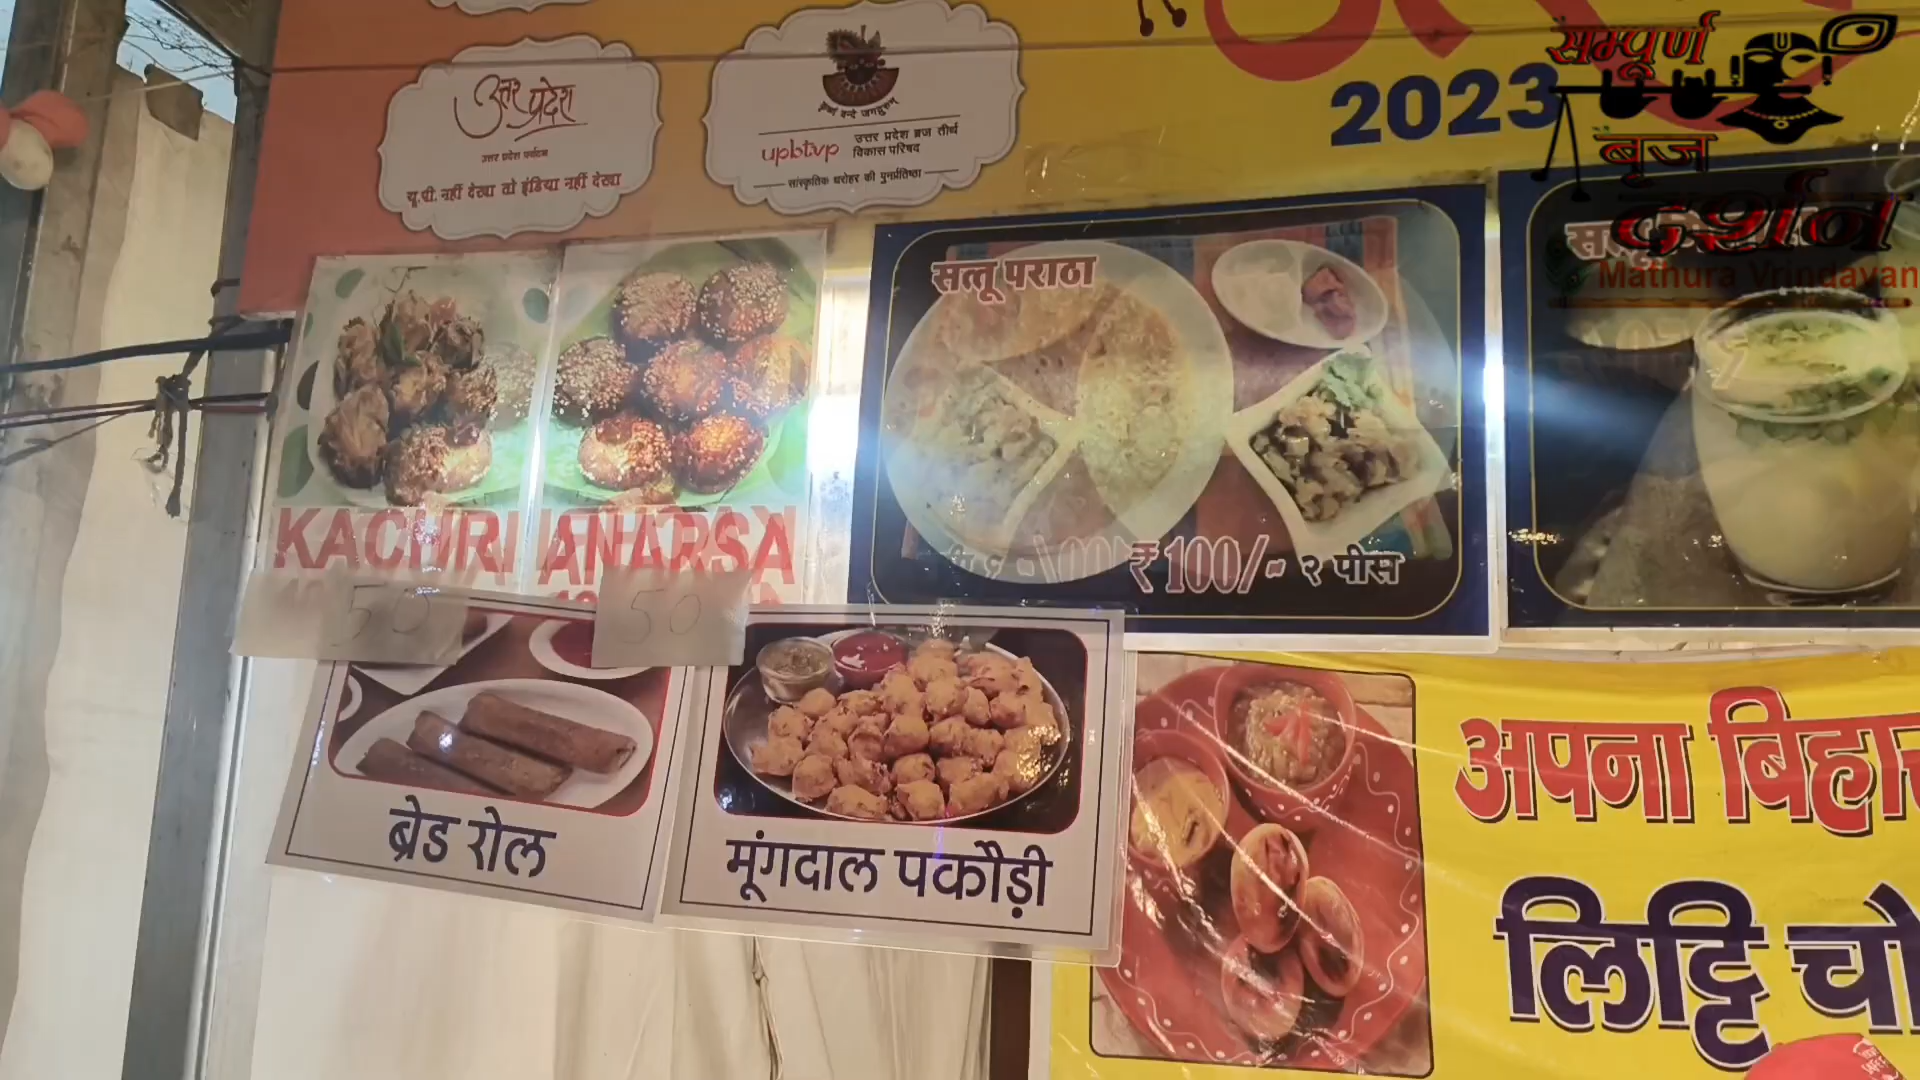 उत्तर प्रदेश
उत्तर प्रदेश पर्यटन
यू.पी. नहीं देखा तो इंडिया नहीं देखा
कृष्णं वन्दे जगद्गुरुम्
upbtvp
उत्तर प्रदेश ब्रज तीर्थ
विकास परिषद
सांस्कृतिक धरोहर की पुनर्प्रतिष्ठा
2023
सम्पूर्ण
बृज
दर्शन
Mathura Vrindavan
KACHRI
ANARSA
50
50
सत्तू पराठा
₹100/- २ पीस
ब्रेड रोल
मूंगदाल पकौड़ी
अपना
लिट्टि